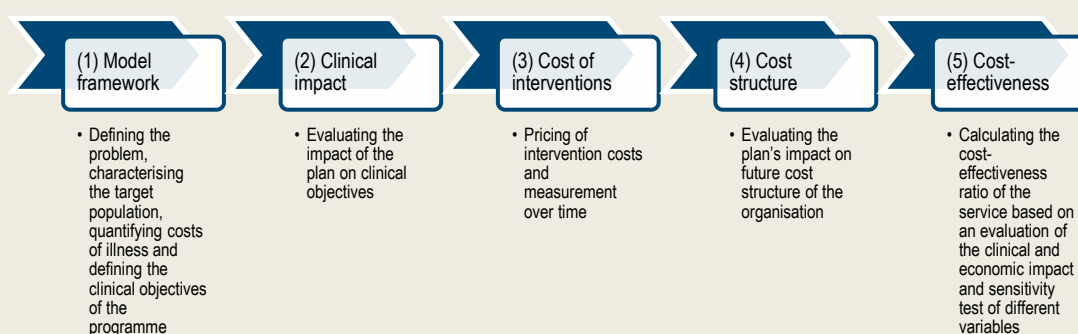 (1) Model
framework
• Defining the
problem,
characterising
the target
population,
quantifying costs
of illness and
defining the
clinical objectives
of the
programme
(2) Clinical
impact
• Evaluating the
impact of the
plan on clinical
objectives
(3) Cost of
interventions
• Pricing of
intervention costs
and
measurement
over time
(4) Cost
structure
• Evaluating the
plan's impact on
future cost
structure of the
organisation
(5) Cost-
effectiveness
• Calculating the
cost-
effectiveness
ratio of the
service based on
an evaluation of
the clinical and
economic impact
and sensitivity
test of different
variables